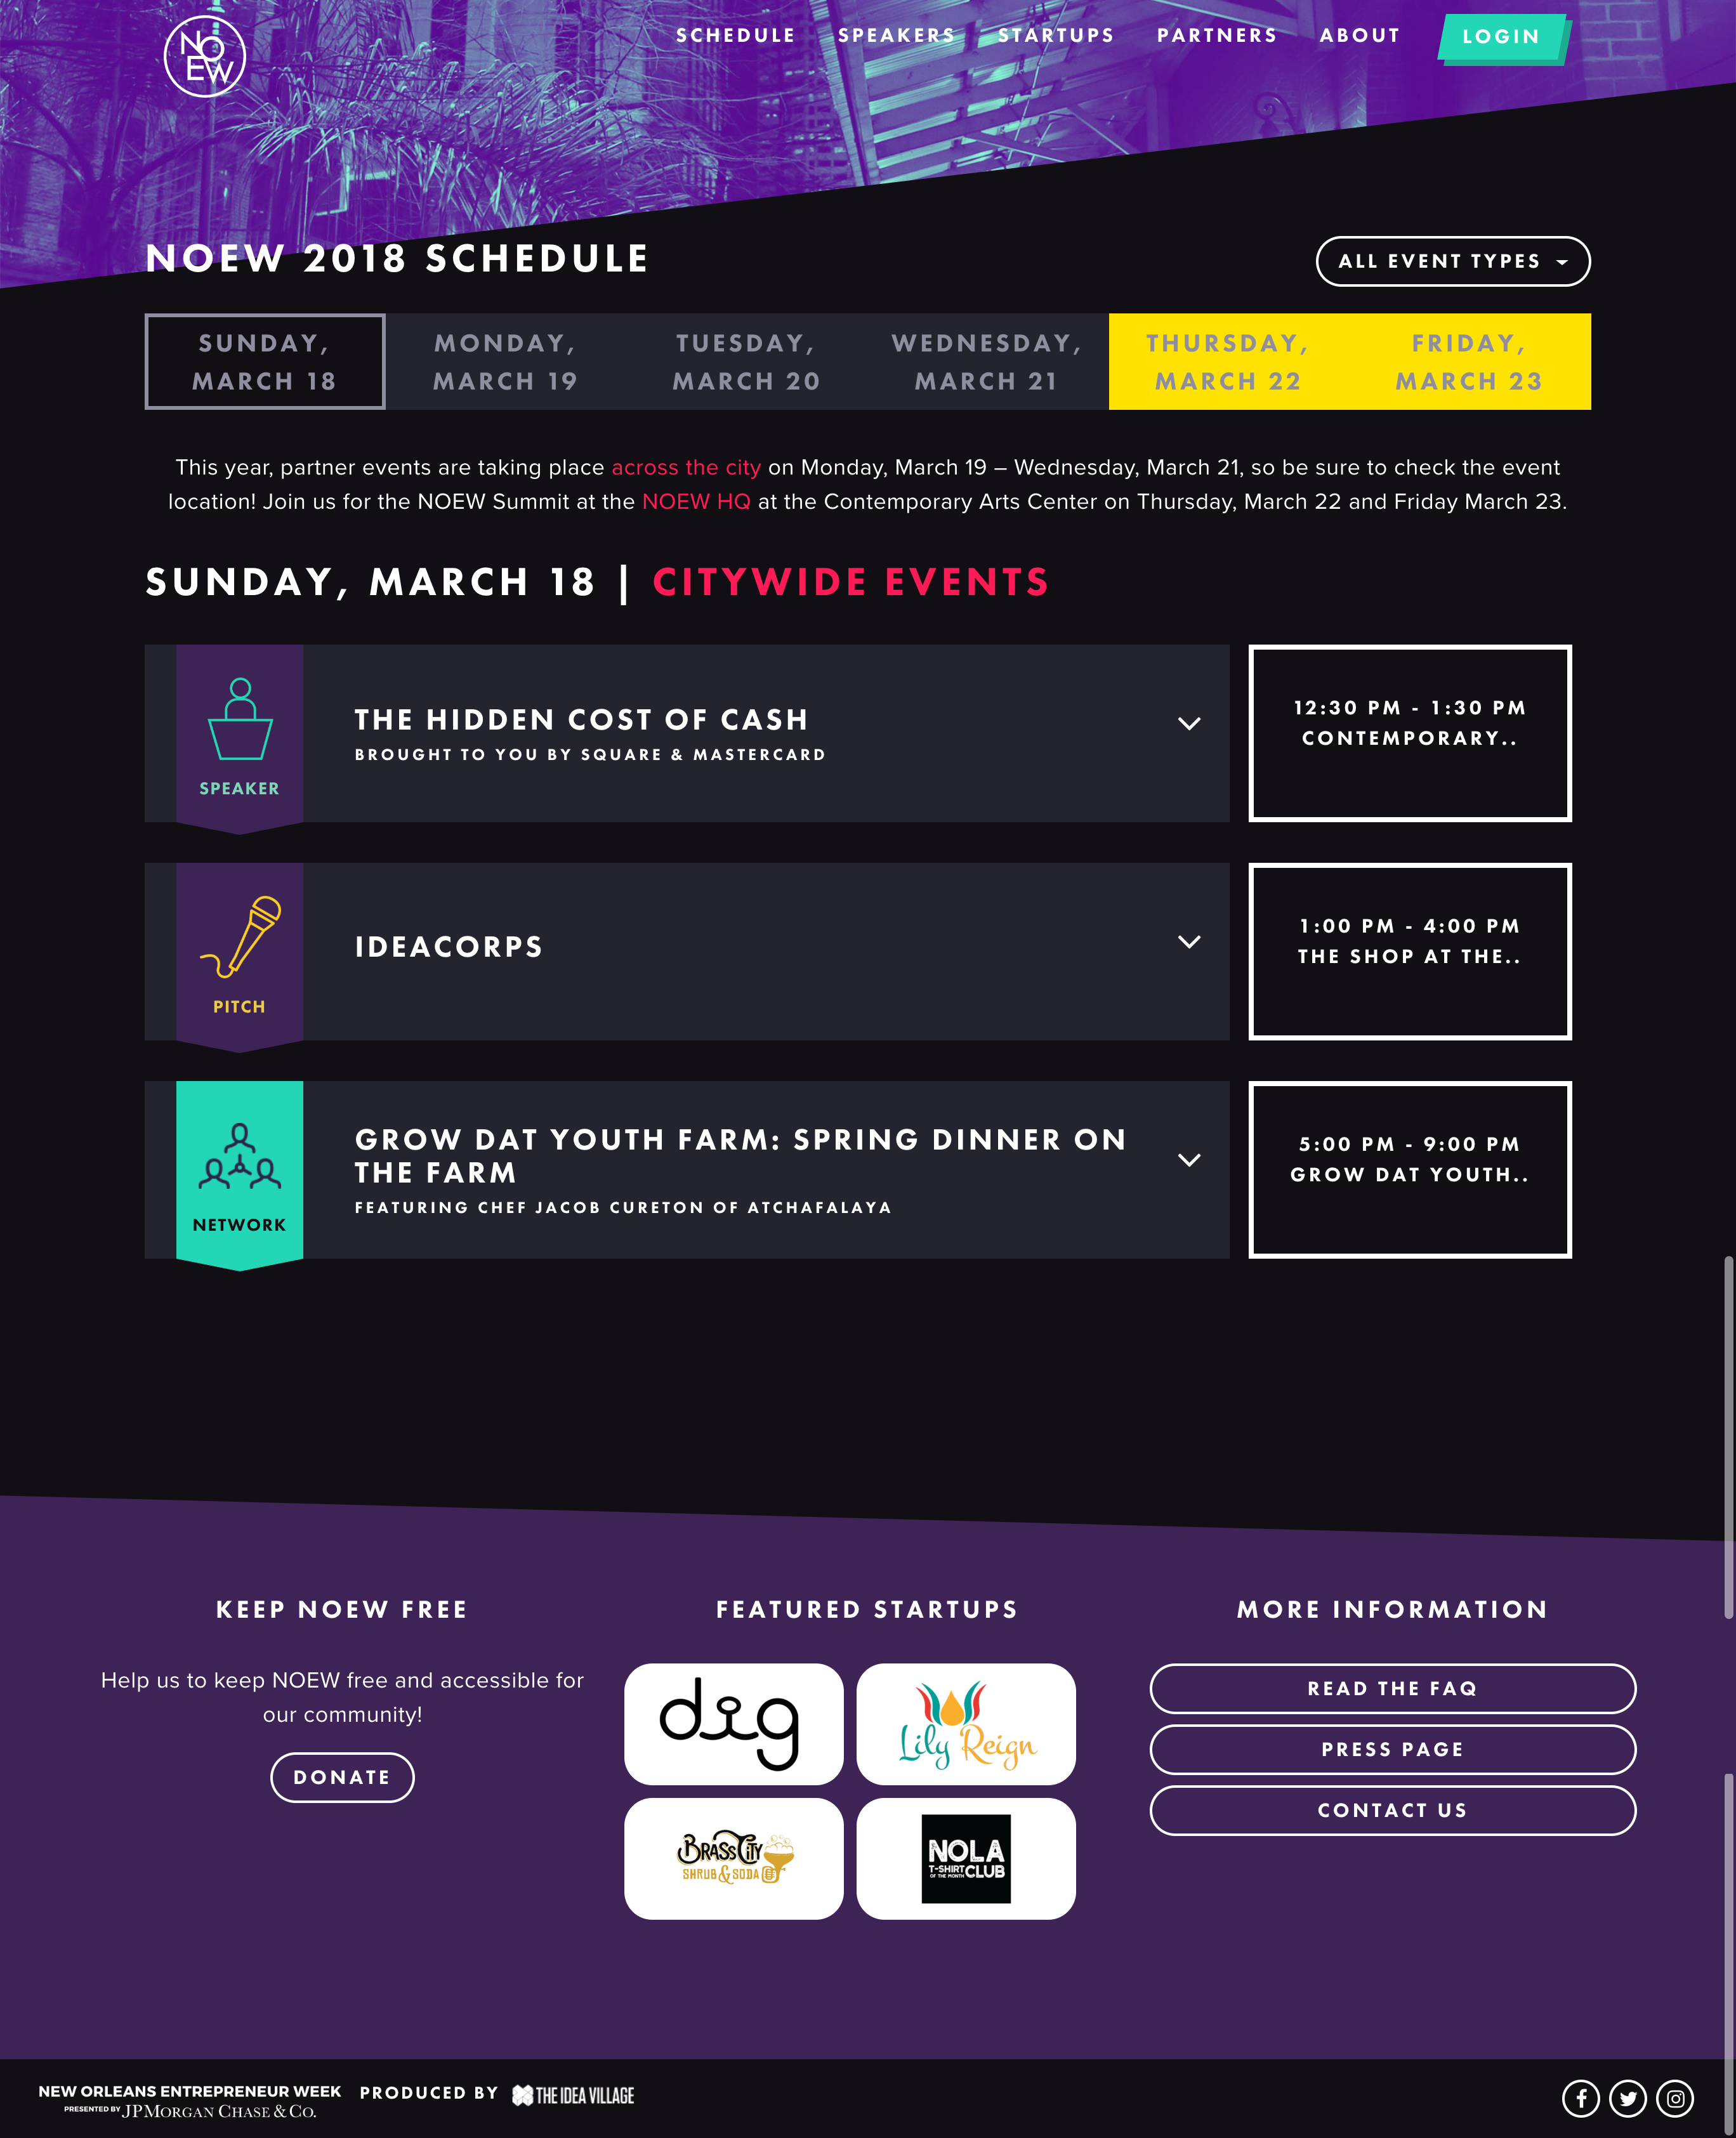 NOEW
SCHEDULE SPEAKERS STARTUPS PARTNERS ABOUT LOGIN
NOEW 2018 SCHEDULE
ALL EVENT TYPES
SUNDAY, MARCH 18
MONDAY, MARCH 19
TUESDAY, MARCH 20
WEDNESDAY, MARCH 21
THURSDAY, MARCH 22
FRIDAY, MARCH 23
This year, partner events are taking place across the city on Monday, March 19 – Wednesday, March 21, so be sure to check the event
location! Join us for the NOEW Summit at the NOEW HQ at the Contemporary Arts Center on Thursday, March 22 and Friday March 23.
SUNDAY, MARCH 18 | CITYWIDE EVENTS
SPEAKER
THE HIDDEN COST OF CASH
BROUGHT TO YOU BY SQUARE & MASTERCARD
12:30 PM - 1:30 PM
CONTEMPORARY..
PITCH
IDEACORPS
1:00 PM - 4:00 PM
THE SHOP AT THE..
NETWORK
GROW DAT YOUTH FARM: SPRING DINNER ON
THE FARM
FEATURING CHEF JACOB CURETON OF ATCHAFALAYA
5:00 PM - 9:00 PM
GROW DAT YOUTH..
KEEP NOEW FREE
Help us to keep NOEW free and accessible for
our community!
DONATE
FEATURED STARTUPS
dig
Lily Reign
BRASS CITY
SHRUB & SODA
NOLA
T-SHIRT
OF THE MONTH
CLUB
MORE INFORMATION
READ THE FAQ
PRESS PAGE
CONTACT US
NEW ORLEANS ENTREPRENEUR WEEK
PRESENTED BY JPMORGAN CHASE & CO.
PRODUCED BY THE IDEA VILLAGE